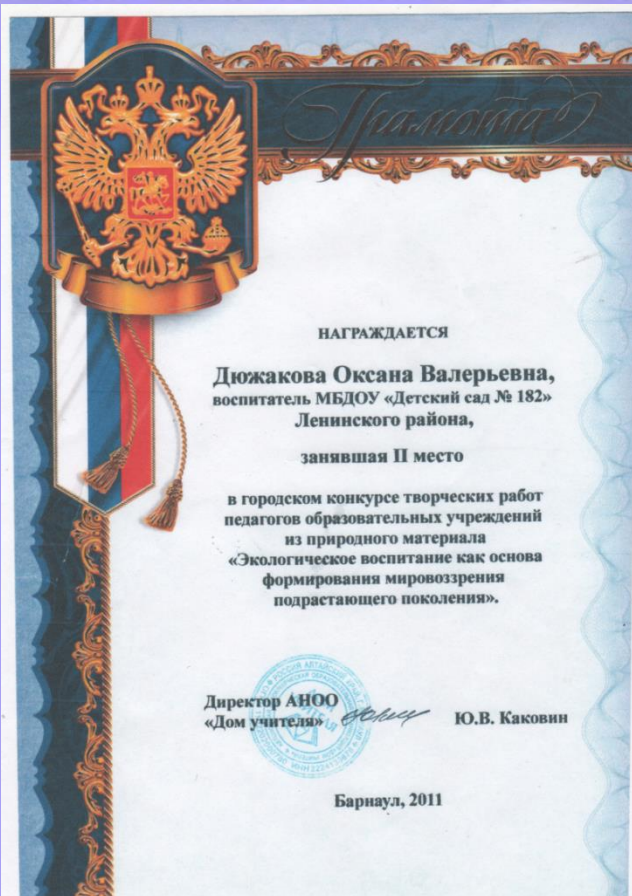 Грамота
НАГРАЖДАЕТСЯ
Дюжакова Оксана Валерьевна,
воспитатель МБДОУ «Детский сад № 182»
Ленинского района,
занявшая II место
в городском конкурсе творческих работ
педагогов образовательных учреждений
из природного материала
«Экологическое воспитание как основа
формирования мировоззрения
подрастающего поколения».
Директор АНОО
«Дом учителя»
Ю.В. Каковин
Барнаул, 2011